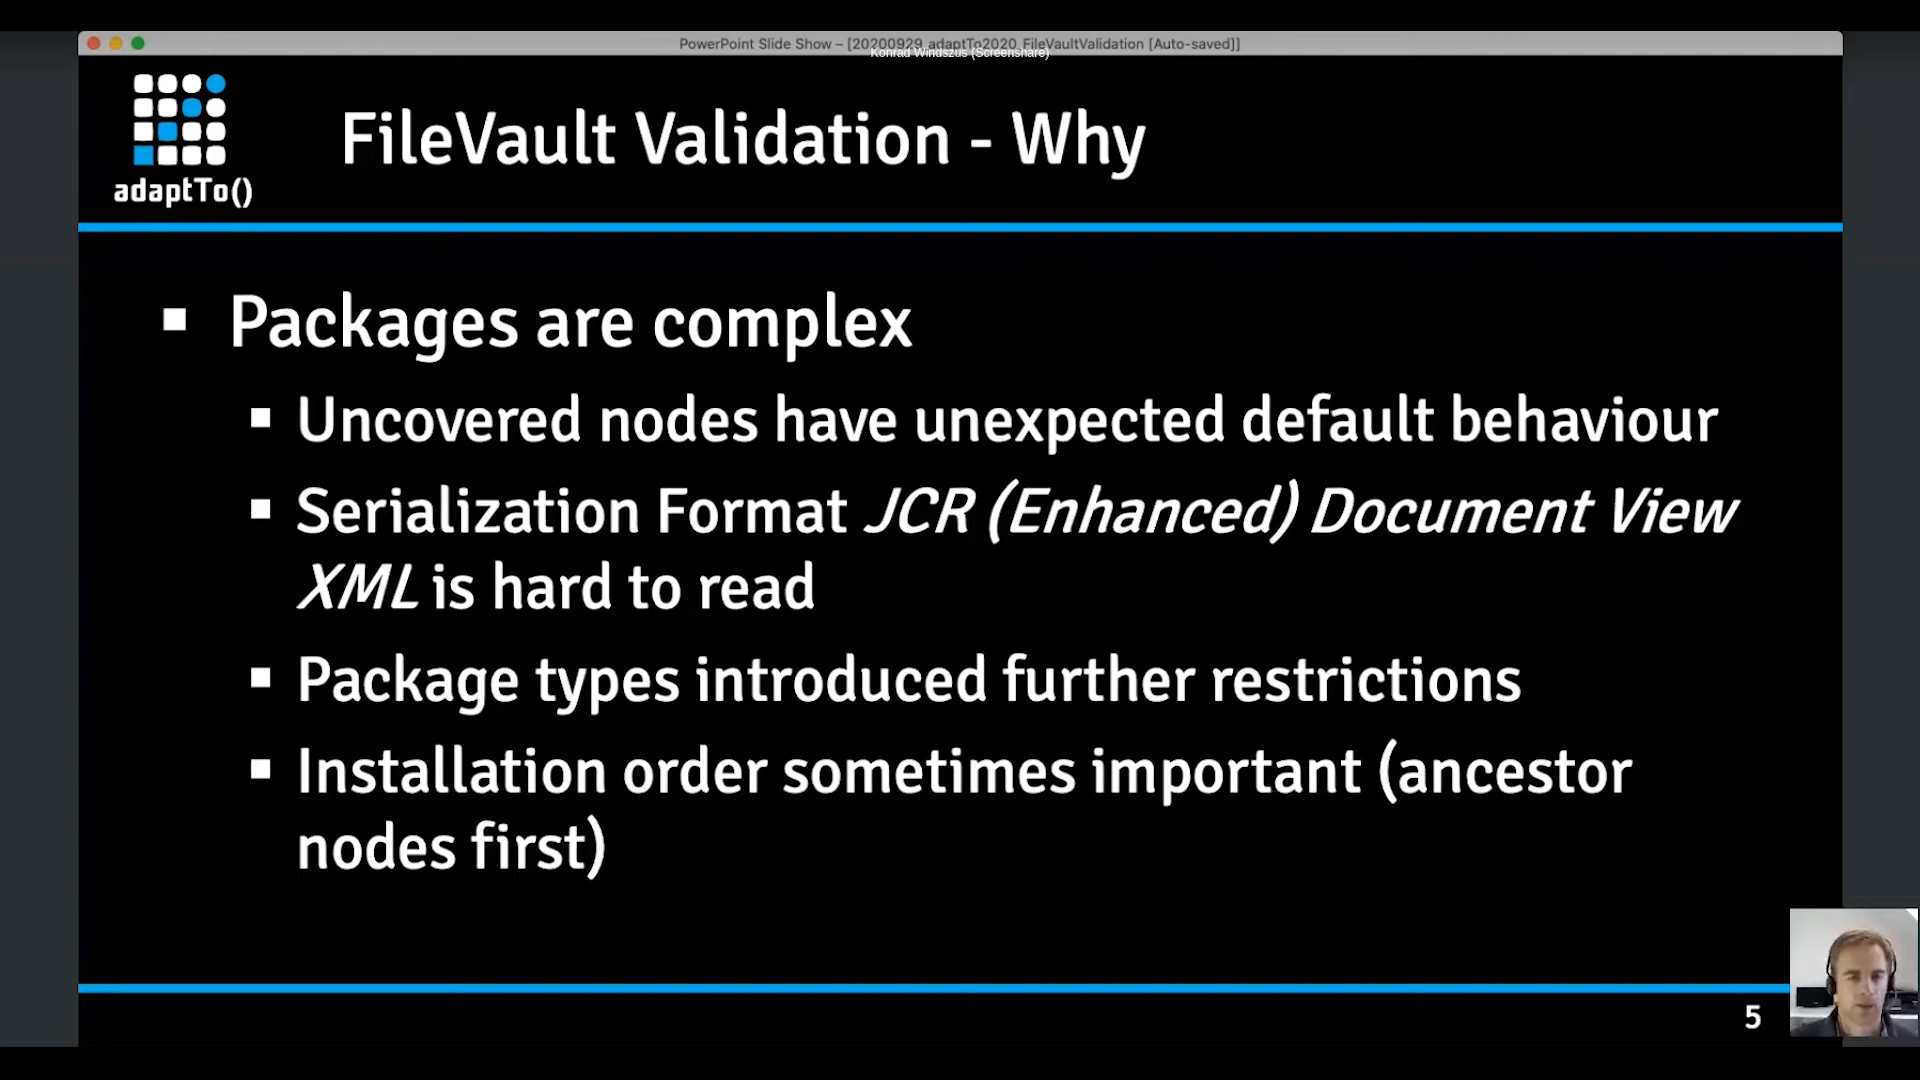 PowerPoint Slide Show – [20200929_adaptTo2020_FileVaultValidation [Auto-saved]]
Konrad Windszus (Screenshare)
adaptTo()
FileVault Validation - Why
▪ Packages are complex
▪ Uncovered nodes have unexpected default behaviour
▪ Serialization Format JCR (Enhanced) Document View
XML is hard to read
▪ Package types introduced further restrictions
▪ Installation order sometimes important (ancestor
nodes first)
5